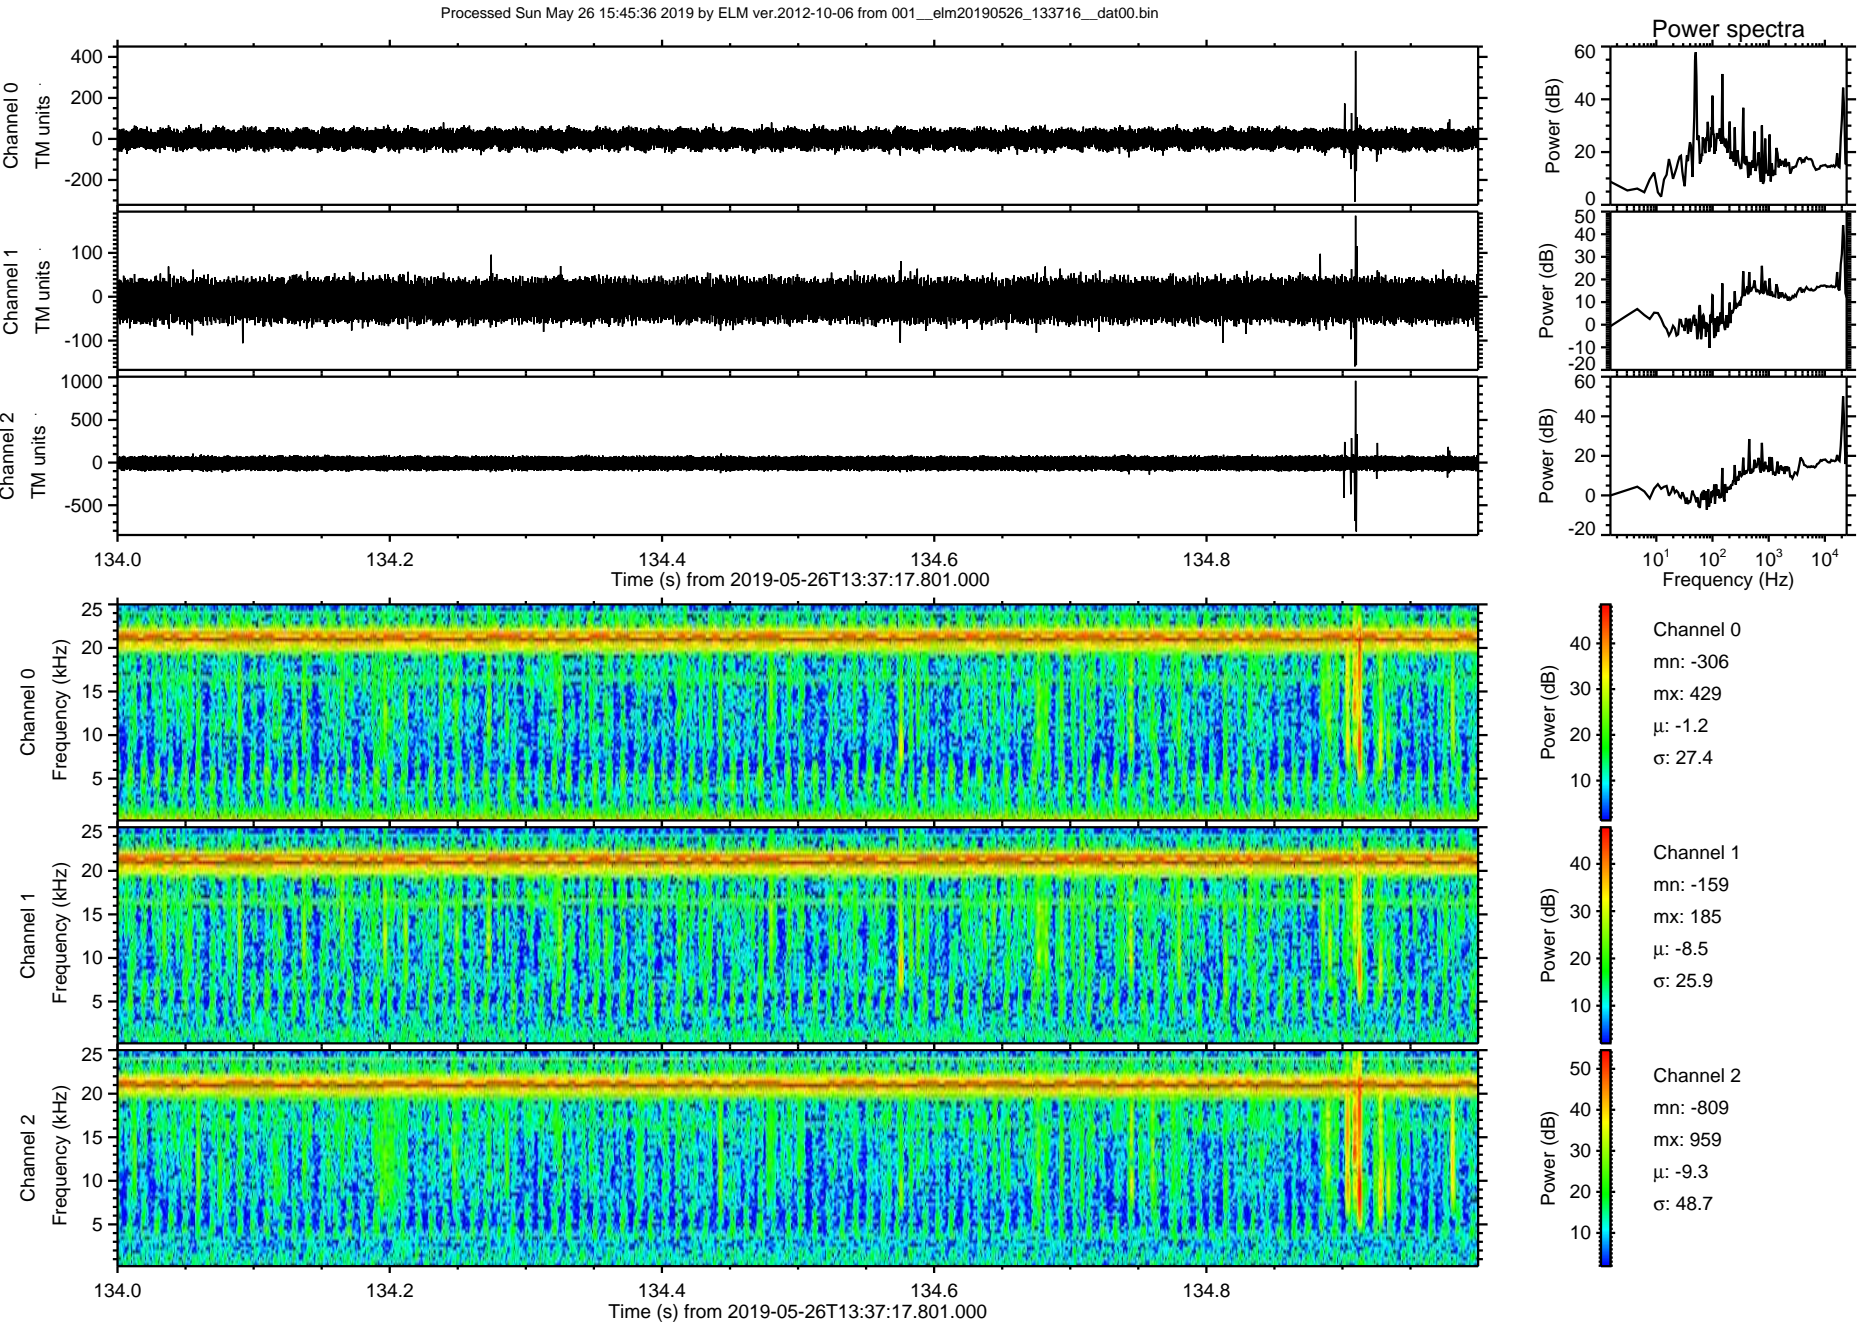 Processed Sun May 26 15:45:36 2019 by ELM ver.2012-10-06 from 001__elm20190526_133716__dat00.bin
Power spectra
Channel 0
TM units
400
200
0
-200
Power (dB)
60
40
20
0
Channel 1
TM units
100
0
-100
Power (dB)
50
40
30
20
10
0
-10
-20
Channel 2
TM units
1000
500
0
-500
Power (dB)
60
40
20
0
-20
134.0 134.2 134.4 134.6 134.8
Time (s) from 2019-05-26T13:37:17.801.000
10^1 10^2 10^3 10^4
Frequency (Hz)
Channel 0
Frequency (kHz)
25
20
15
10
5
Power (dB)
40
30
20
10
Channel 0
mn: -306
mx: 429
μ: -1.2
σ: 27.4
Channel 1
Frequency (kHz)
25
20
15
10
5
Power (dB)
40
30
20
10
Channel 1
mn: -159
mx: 185
μ: -8.5
σ: 25.9
Channel 2
Frequency (kHz)
25
20
15
10
5
Power (dB)
50
40
30
20
10
Channel 2
mn: -809
mx: 959
μ: -9.3
σ: 48.7
134.0 134.2 134.4 134.6 134.8
Time (s) from 2019-05-26T13:37:17.801.000